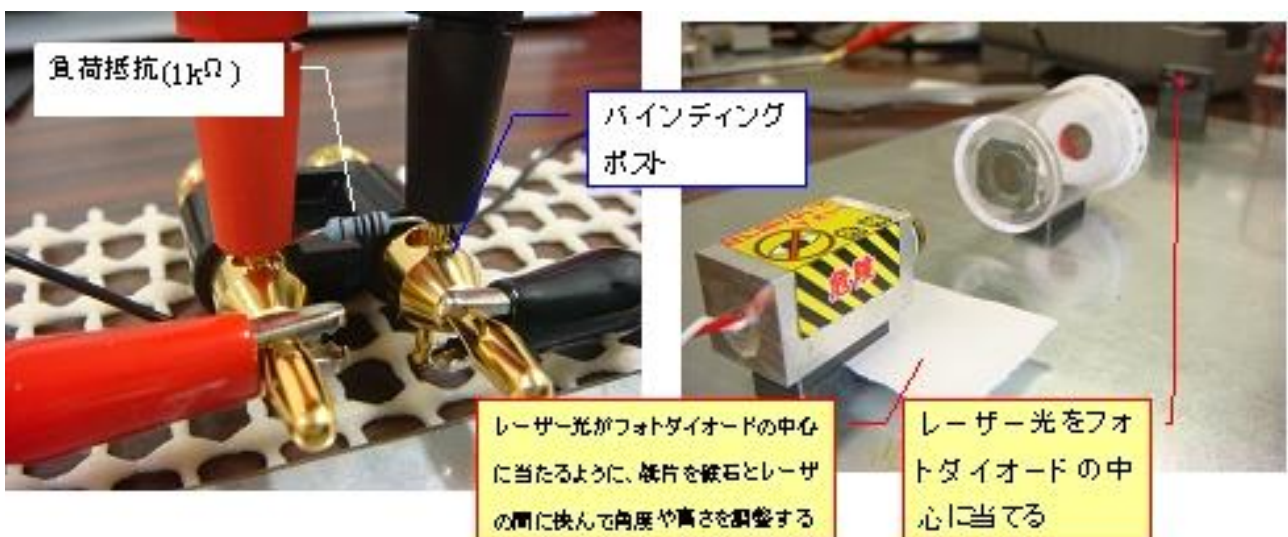 負荷抵抗(1kΩ)
バインディング
ポスト
危険
レーザー光がフォトダイオードの中心
に当たるように、紙片を磁石とレーザ
の間に挟んで角度や高さを調整する
レーザー光をフォ
トダイオードの中
心に当てる